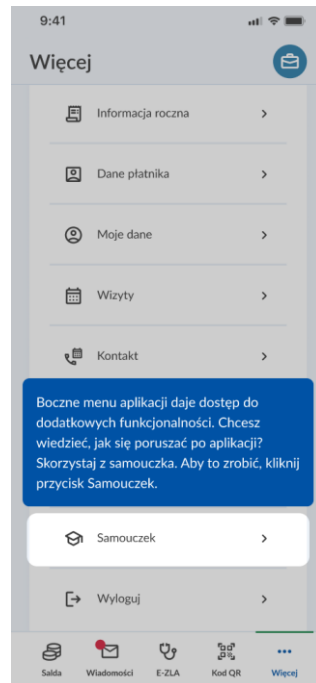 9:41
Więcej
Informacja roczna
Dane płatnika
Moje dane
Wizyty
Kontakt
Boczne menu aplikacji daje dostęp do
dodatkowych funkcjonalności. Chcesz
wiedzieć, jak się poruszać po aplikacji?
Skorzystaj z samouczka. Aby to zrobić, kliknij
przycisk Samouczek.
Samouczek
Wyloguj
Salda Wiadomości E-ZLA Kod QR Więcej